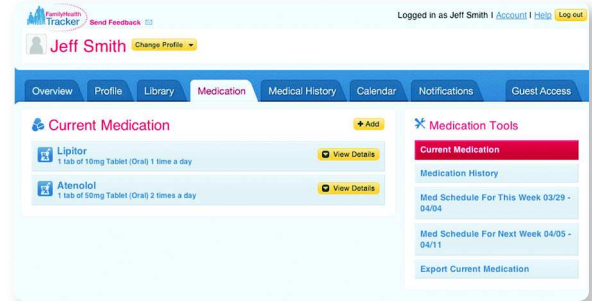 FamilyHealth
Tracker
Send Feedback
Logged in as Jeff Smith | Account | Help Log out
Jeff Smith Change Profile
Overview Profile Library Medication Medical History Calendar Notifications Guest Access
Current Medication + Add
Lipitor
1 tab of 10mg Tablet (Oral) 1 time a day
View Details
Atenolol
1 tab of 50mg Tablet (Oral) 2 times a day
View Details
Medication Tools
Current Medication
Medication History
Med Schedule For This Week 03/29 -
04/04
Med Schedule For Next Week 04/05 -
04/11
Export Current Medication